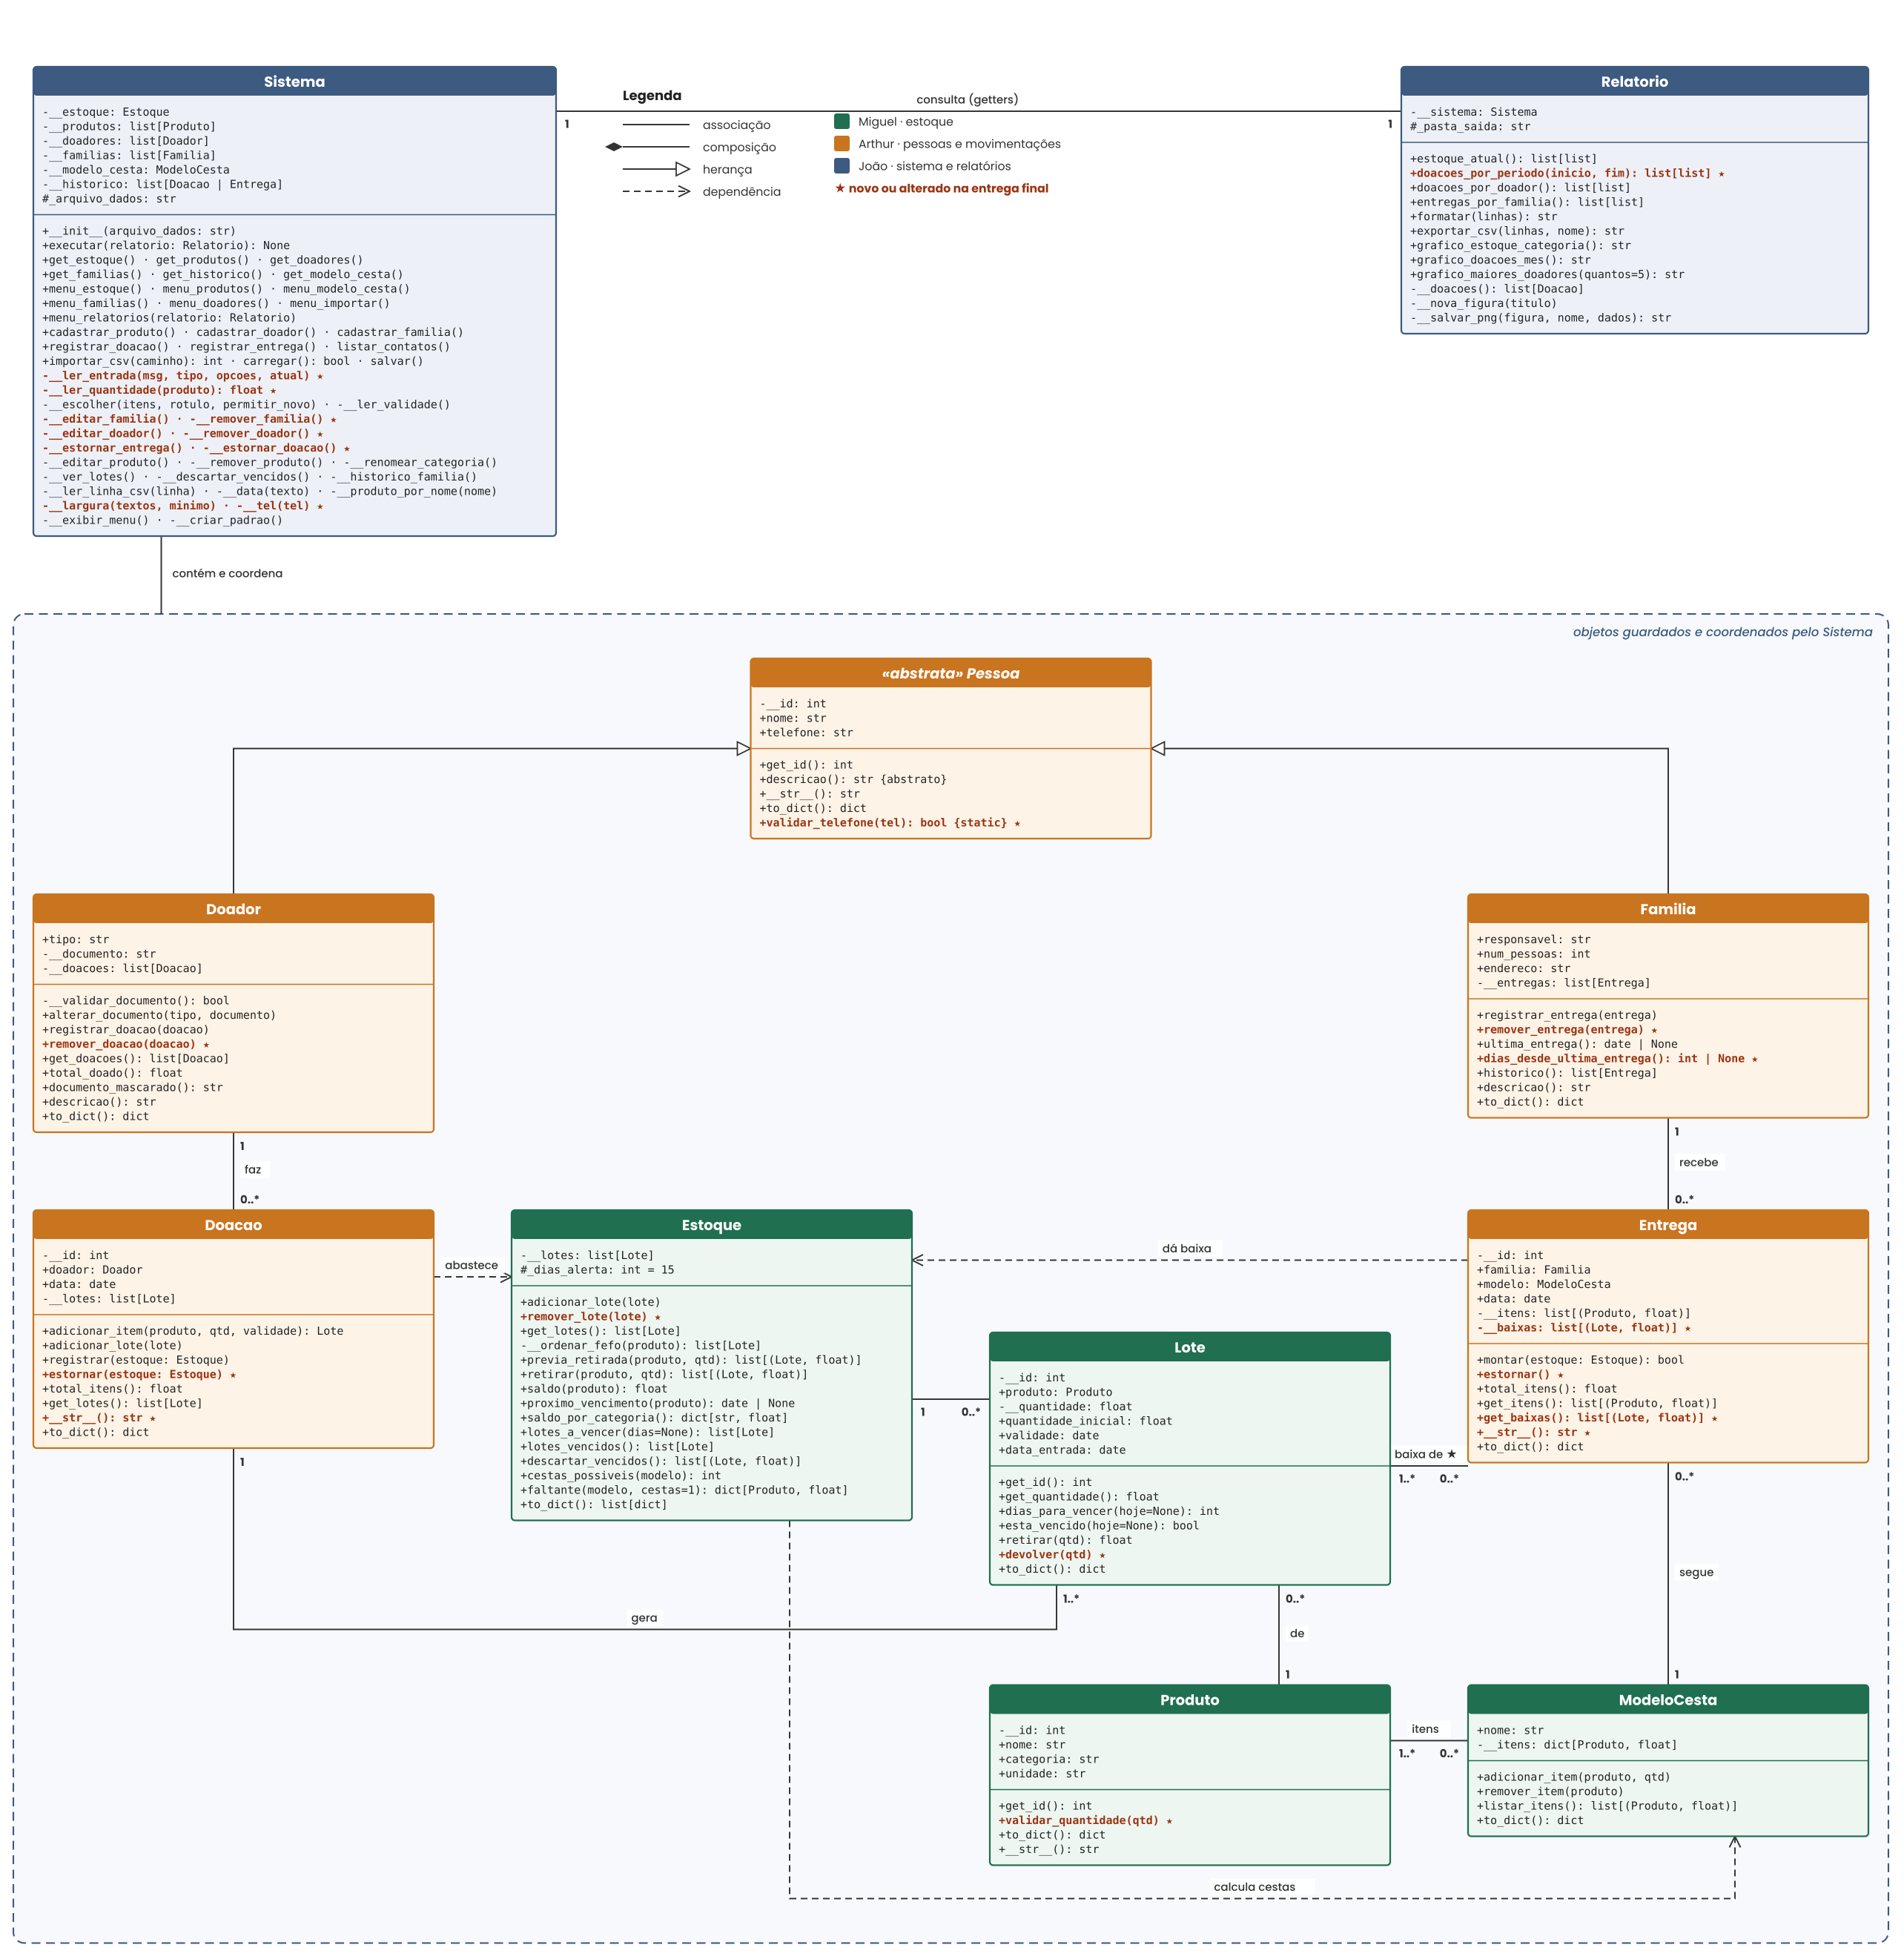 Sistema
-__estoque: Estoque
-__produtos: list[Produto]
-__doadores: list[Doador]
-__familias: list[Familia]
-__modelo_cesta: ModeloCesta
-__historico: list[Doacao | Entrega]
#_arquivo_dados: str
+__init__(arquivo_dados: str)
+executar(relatorio: Relatorio): None
+get_estoque() · get_produtos() · get_doadores()
+get_familias() · get_historico() · get_modelo_cesta()
+menu_estoque() · menu_produtos() · menu_modelo_cesta()
+menu_familias() · menu_doadores() · menu_importar()
+menu_relatorios(relatorio: Relatorio)
+cadastrar_produto() · cadastrar_doador() · cadastrar_familia()
+registrar_doacao() · registrar_entrega() · listar_contatos()
+importar_csv(caminho): int · carregar(): bool · salvar()
-__ler_entrada(msg, tipo, opcoes, atual) ★
-__ler_quantidade(produto): float ★
-__escolher(itens, rotulo, permitir_novo) · -__ler_validade()
-__editar_familia() · -__remover_familia() ★
-__editar_doador() · -__remover_doador() ★
-__estornar_entrega() · -__estornar_doacao() ★
-__editar_produto() · -__remover_produto() · -__renomear_categoria()
-__ver_lotes() · -__descartar_vencidos() · -__historico_familia()
-__ler_linha_csv(linha) · -__data(texto) · -__produto_por_nome(nome)
-__largura(textos, minimo) · -__tel(tel) ★
-__exibir_menu() · -__criar_padrao()
1
consulta (getters)
1
Legenda
associação
composição
herança
dependência
Miguel · estoque
Arthur · pessoas e movimentações
João · sistema e relatórios
★ novo ou alterado na entrega final
Relatorio
-__sistema: Sistema
#_pasta_saida: str
+estoque_atual(): list[list]
+doacoes_por_periodo(inicio, fim): list[list] ★
+doacoes_por_doador(): list[list]
+entregas_por_familia(): list[list]
+formatar(linhas): str
+exportar_csv(linhas, nome): str
+grafico_estoque_categoria(): str
+grafico_doacoes_mes(): str
+grafico_maiores_doadores(quantos=5): str
-__doacoes(): list[Doacao]
-__nova_figura(titulo)
-__salvar_png(figura, nome, dados): str
contém e coordena
objetos guardados e coordenados pelo Sistema
«abstrata» Pessoa
-__id: int
+nome: str
+telefone: str
+get_id(): int
+descricao(): str {abstrato}
+__str__(): str
+to_dict(): dict
+validar_telefone(tel): bool {static} ★
Doador
+tipo: str
-__documento: str
-__doacoes: list[Doacao]
-__validar_documento(): bool
+alterar_documento(tipo, documento)
+registrar_doacao(doacao)
+remover_doacao(doacao) ★
+get_doacoes(): list[Doacao]
+total_doado(): float
+documento_mascarado(): str
+descricao(): str
+to_dict(): dict
Familia
+responsavel: str
+num_pessoas: int
+endereco: str
-__entregas: list[Entrega]
+registrar_entrega(entrega)
+remover_entrega(entrega) ★
+ultima_entrega(): date | None
+dias_desde_ultima_entrega(): int | None ★
+historico(): list[Entrega]
+descricao(): str
+to_dict(): dict
1
faz
0..*
1
recebe
0..*
Doacao
-__id: int
+doador: Doador
+data: date
-__lotes: list[Lote]
+adicionar_item(produto, qtd, validade): Lote
+adicionar_lote(lote)
+registrar(estoque: Estoque)
+estornar(estoque: Estoque) ★
+total_itens(): float
+get_lotes(): list[Lote]
+__str__(): str ★
+to_dict(): dict
abastece
Estoque
-__lotes: list[Lote]
#_dias_alerta: int = 15
+adicionar_lote(lote)
+remover_lote(lote) ★
+get_lotes(): list[Lote]
-__ordenar_fefo(produto): list[Lote]
+previa_retirada(produto, qtd): list[(Lote, float)]
+retirar(produto, qtd): list[(Lote, float)]
+saldo(produto): float
+proximo_vencimento(produto): date | None
+saldo_por_categoria(): dict[str, float]
+lotes_a_vencer(dias=None): list[Lote]
+lotes_vencidos(): list[Lote]
+descartar_vencidos(): list[(Lote, float)]
+cestas_possiveis(modelo): int
+faltante(modelo, cestas=1): dict[Produto, float]
+to_dict(): list[dict]
dá baixa
1
0..*
Lote
-__id: int
+produto: Produto
-__quantidade: float
+quantidade_inicial: float
+validade: date
+data_entrada: date
+get_id(): int
+get_quantidade(): float
+dias_para_vencer(hoje=None): int
+esta_vencido(hoje=None): bool
+retirar(qtd): float
+devolver(qtd) ★
+to_dict(): dict
baixa de ★
1..*
0..*
Entrega
-__id: int
+familia: Familia
+modelo: ModeloCesta
+data: date
-__itens: list[(Produto, float)]
-__baixas: list[(Lote, float)] ★
+montar(estoque: Estoque): bool
+estornar() ★
+total_itens(): float
+get_itens(): list[(Produto, float)]
+get_baixas(): list[(Lote, float)] ★
+__str__(): str ★
+to_dict(): dict
1
gera
1..*
0..*
de
1
0..*
segue
1
Produto
-__id: int
+nome: str
+categoria: str
+unidade: str
+get_id(): int
+validar_quantidade(qtd) ★
+to_dict(): dict
+__str__(): str
itens
1..*
0..*
ModeloCesta
+nome: str
-__itens: dict[Produto, float]
+adicionar_item(produto, qtd)
+remover_item(produto)
+listar_itens(): list[(Produto, float)]
+to_dict(): dict
calcula cestas